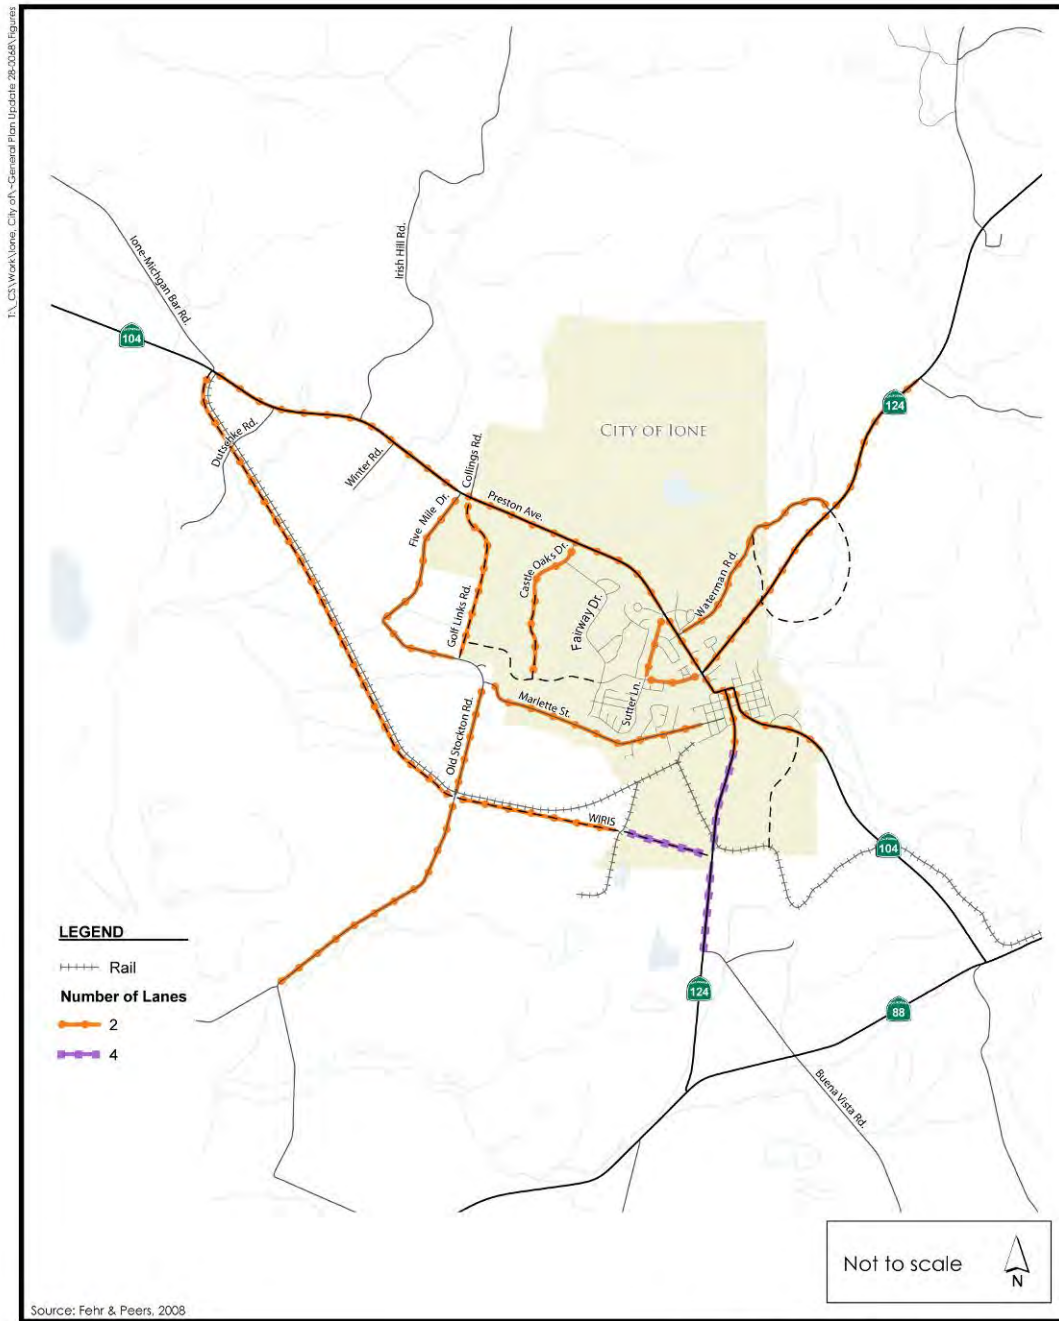 T:\_CS\Work\Ione, City of\~General Plan Update 28-0068\Figures
Ione-Michgan Bar Rd.
Irish Hill Rd.
104
124
CITY OF IONE
Dutschke Rd.
Winter Rd.
Collings Rd.
Preston Ave.
Five Mile Dr.
Castle Oaks Dr.
Waterman Rd.
Golf Links Rd.
Fairway Dr.
Sutter Ln.
Marlette St.
Old Stockton Rd.
WIRIS
104
LEGEND
Rail
Number of Lanes
2
4
124
88
Buena Vista Rd.
Not to scale
N
Source: Fehr & Peers, 2008